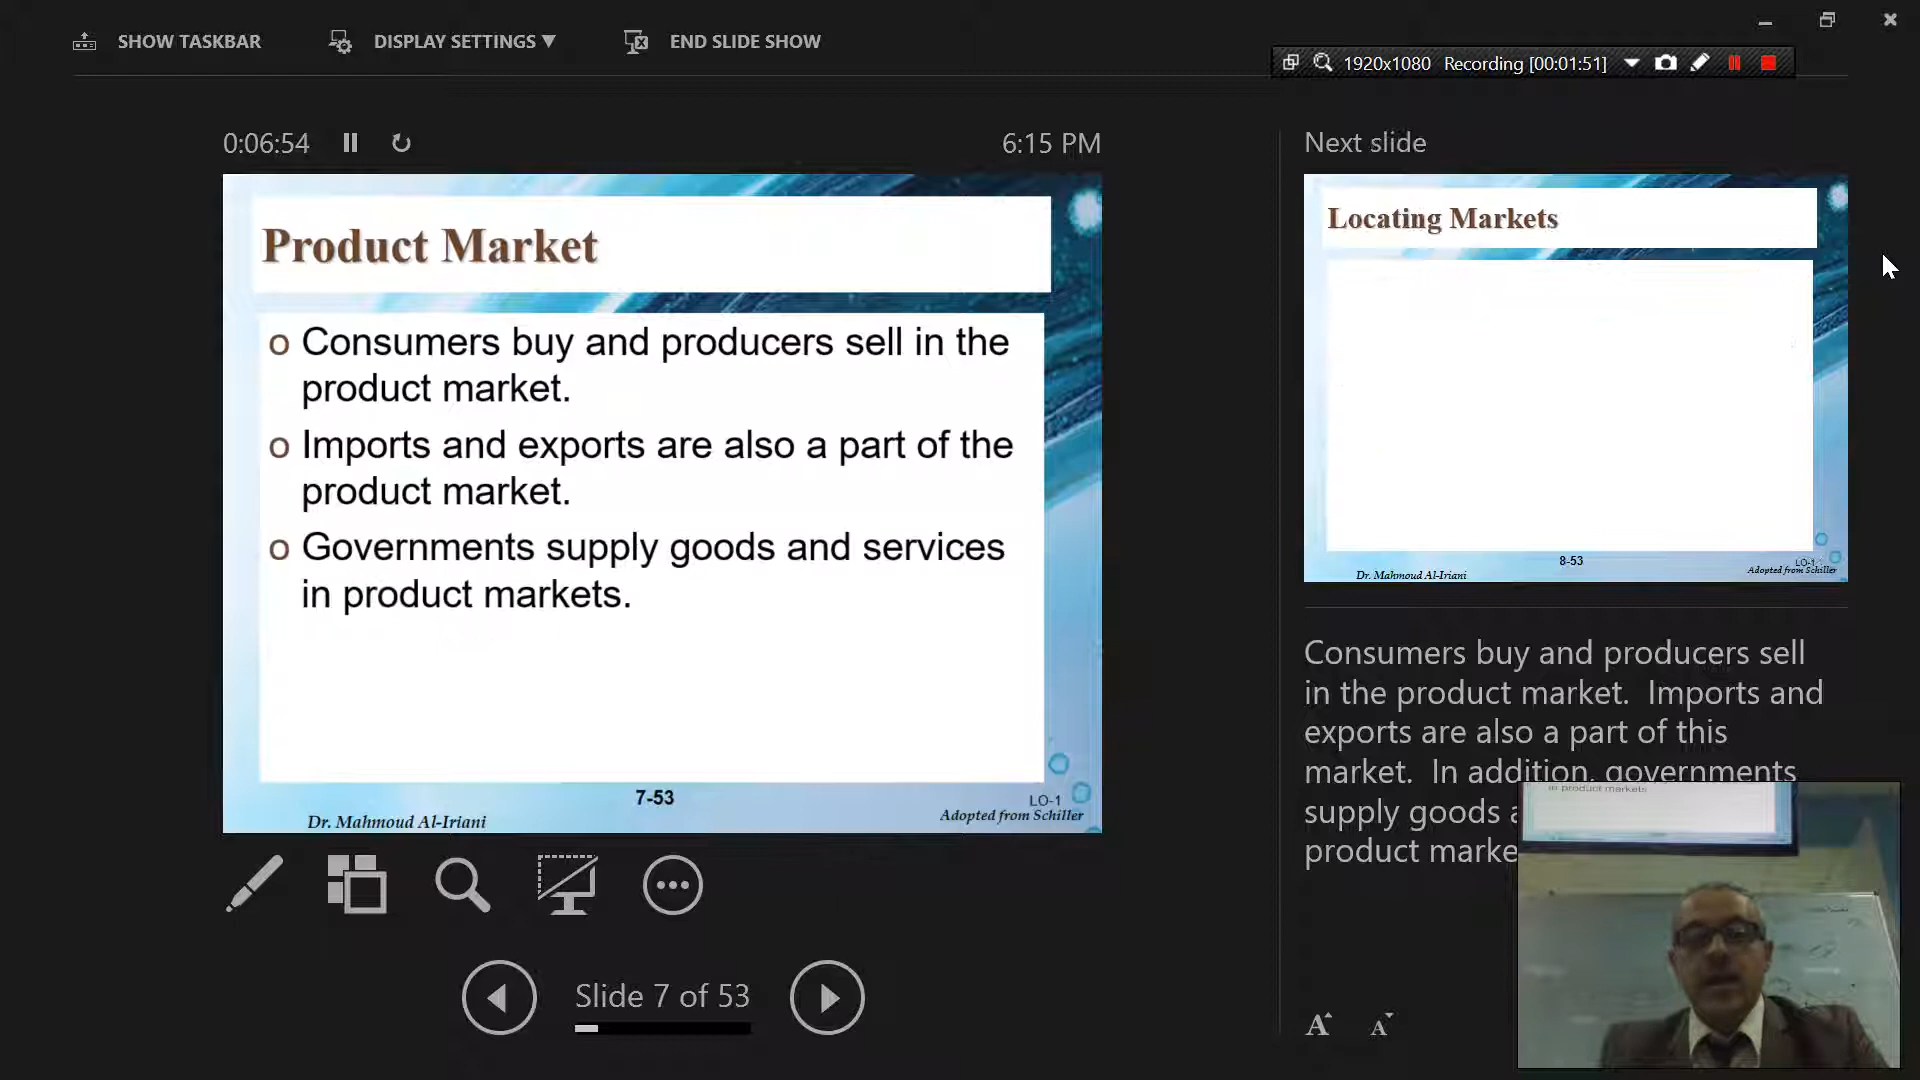 SHOW TASKBAR
DISPLAY SETTINGS ▼
END SLIDE SHOW
1920x1080 Recording [00:01:51]
0:06:54
6:15 PM
Product Market
o Consumers buy and producers sell in the
product market.
o Imports and exports are also a part of the
product market.
o Governments supply goods and services
in product markets.
7-53
LO-1
Dr. Mahmoud Al-Iriani
Adopted from Schiller
Slide 7 of 53
Next slide
Locating Markets
8-53
LO-1
Dr. Mahmoud Al-Iriani
Adopted from Schiller
Consumers buy and producers sell
in the product market. Imports and
exports are also a part of this
market. In addition, governments
supply goods
product marke
in product markets
A A